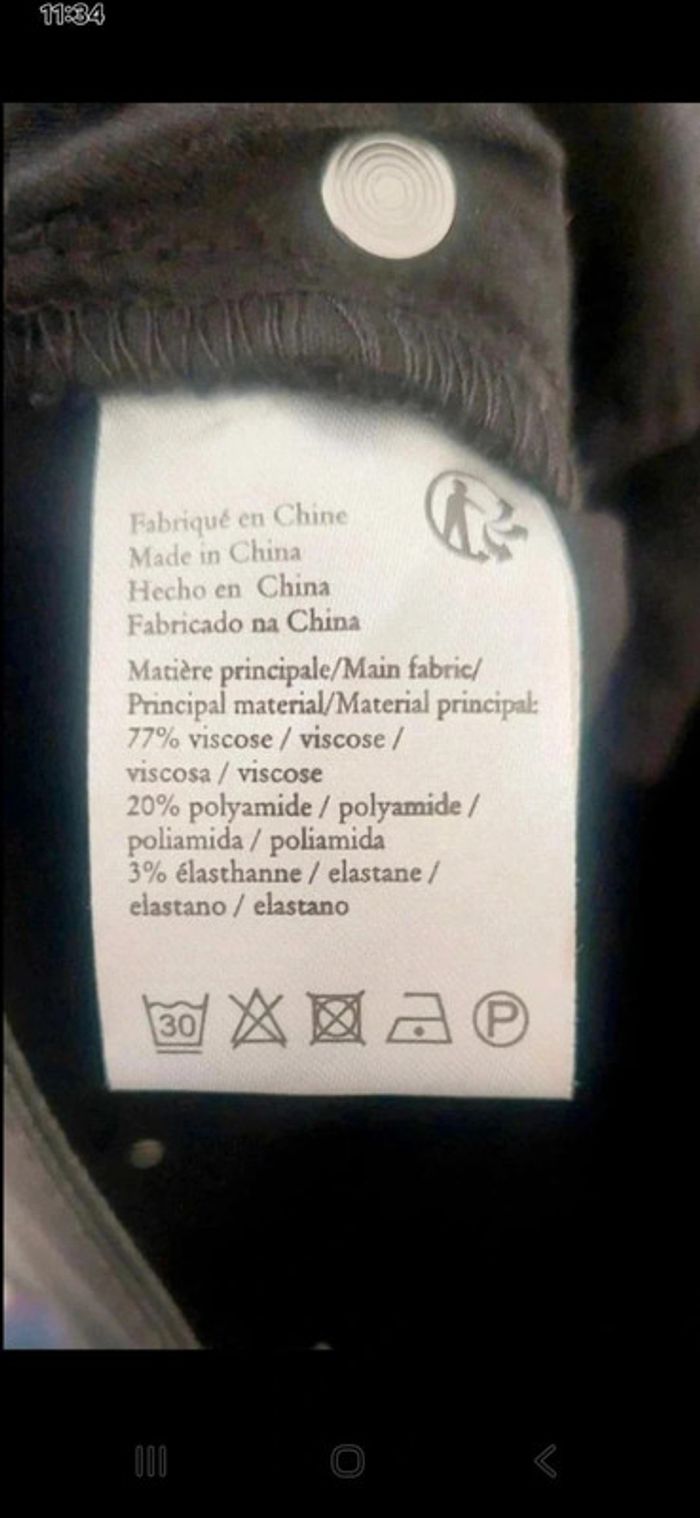 11:34
Fabriqué en Chine
Made in China
Hecho en China
Fabricado na China
Matière principale/Main fabric/
Principal material/Material principal:
77% viscose / viscose /
viscosa / viscose
20% polyamide / polyamide /
poliamida / poliamida
3% élasthanne / elastane /
elastano / elastano
30
P